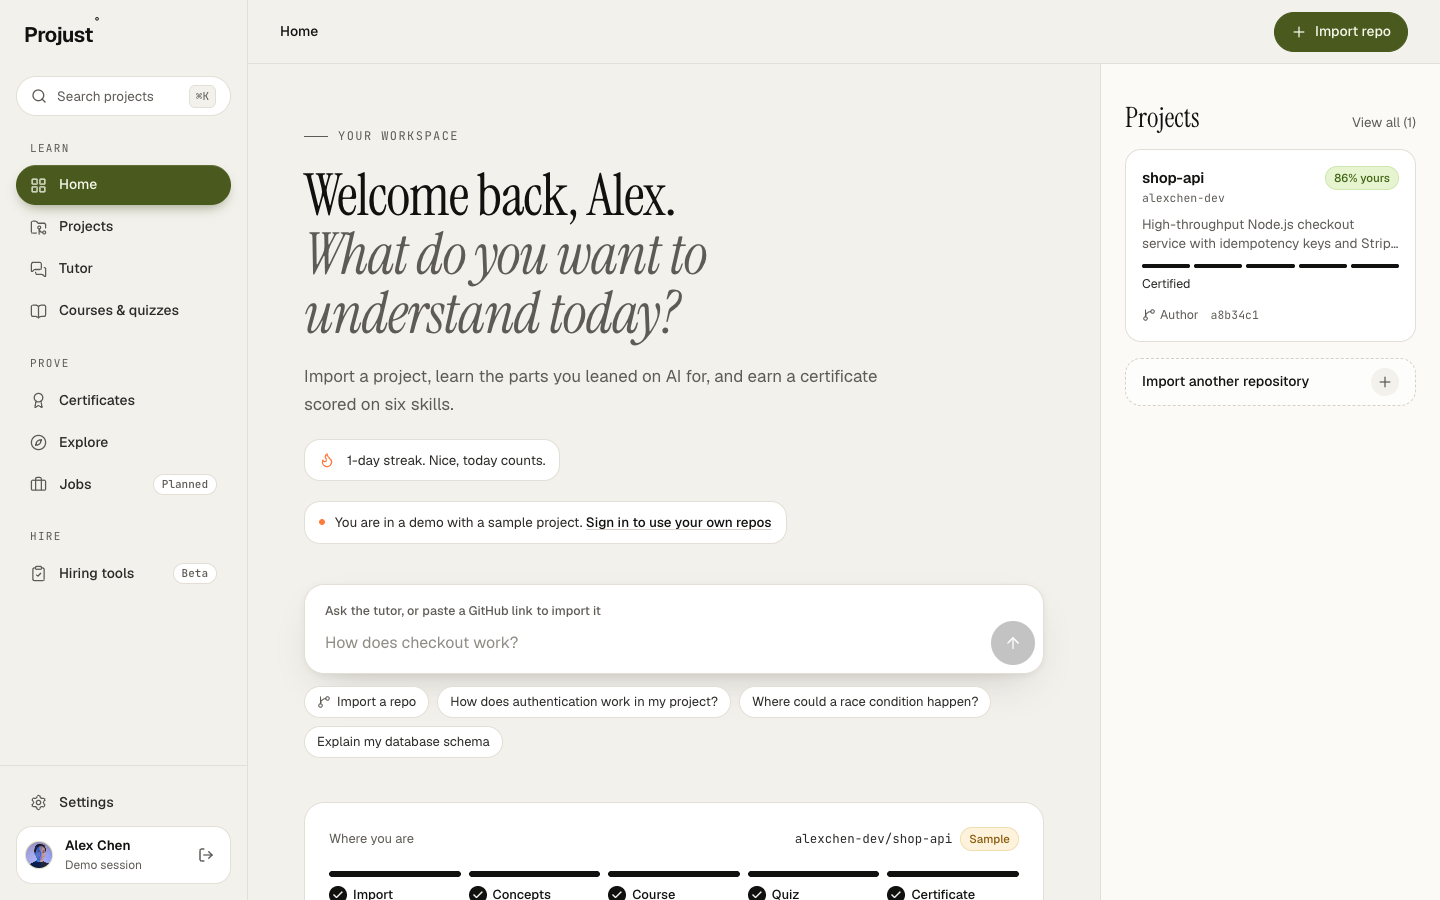 Projust°
Search projects
⌘K
LEARN
Home
Projects
Tutor
Courses & quizzes
PROVE
Certificates
Explore
Jobs
Planned
HIRE
Hiring tools
Beta
Settings
Alex Chen
Demo session
Home
Import repo
YOUR WORKSPACE
Welcome back, Alex.
What do you want to
understand today?
Import a project, learn the parts you leaned on AI for, and earn a certificate
scored on six skills.
1-day streak. Nice, today counts.
You are in a demo with a sample project. Sign in to use your own repos
Ask the tutor, or paste a GitHub link to import it
How does checkout work?
Import a repo
How does authentication work in my project?
Where could a race condition happen?
Explain my database schema
Where you are
alexchen-dev/shop-api
Sample
Import
Concepts
Course
Quiz
Certificate
Projects
View all (1)
shop-api
86% yours
alexchen-dev
High-throughput Node.js checkout
service with idempotency keys and Strip…
Certified
Author
a8b34c1
Import another repository